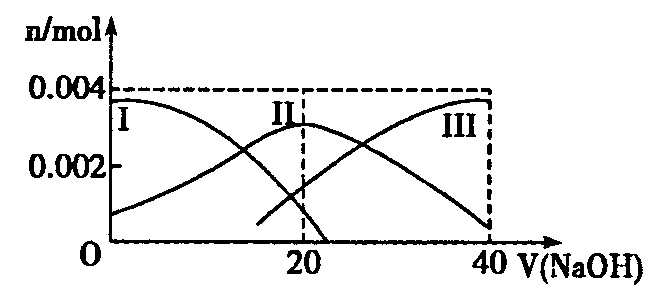 n/mol
0.004
I
II
III
0.002
O
20
40
V(NaOH)